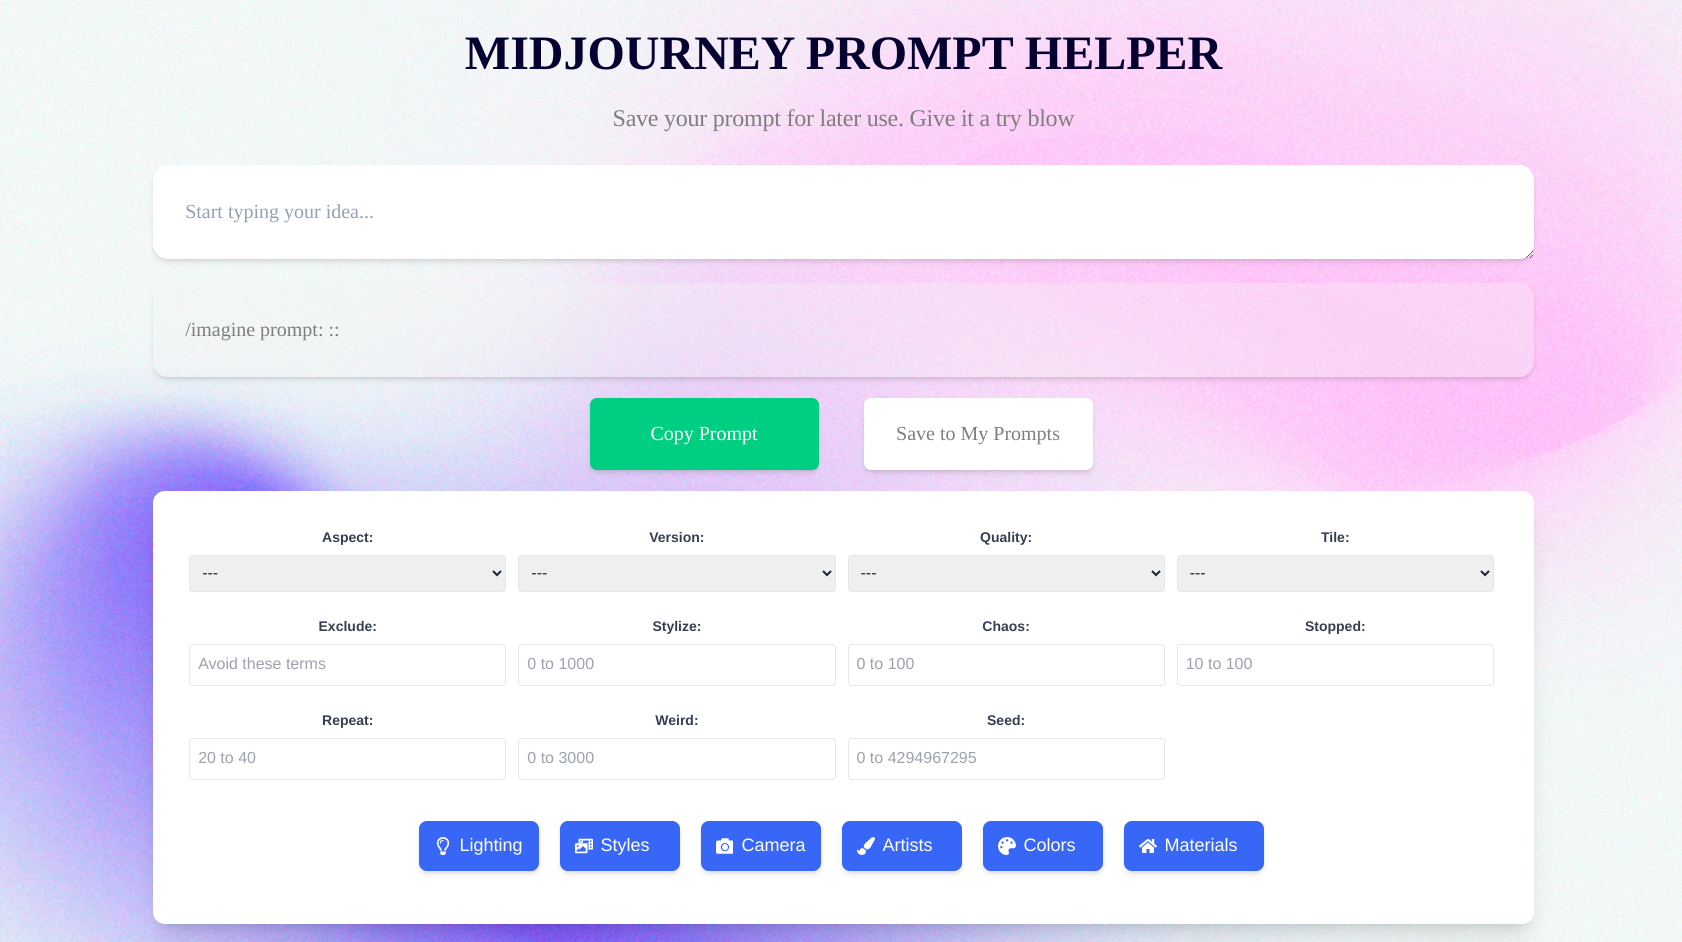 MIDJOURNEY PROMPT HELPER
Save your prompt for later use. Give it a try blow
Start typing your idea...
/imagine prompt: ::
Copy Prompt Save to My Prompts
Aspect: Version: Quality: Tile:
--- --- --- ---
Exclude: Stylize: Chaos: Stopped:
Avoid these terms 0 to 1000 0 to 100 10 to 100
Repeat: Weird: Seed:
20 to 40 0 to 3000 0 to 4294967295
Lighting Styles Camera Artists Colors Materials